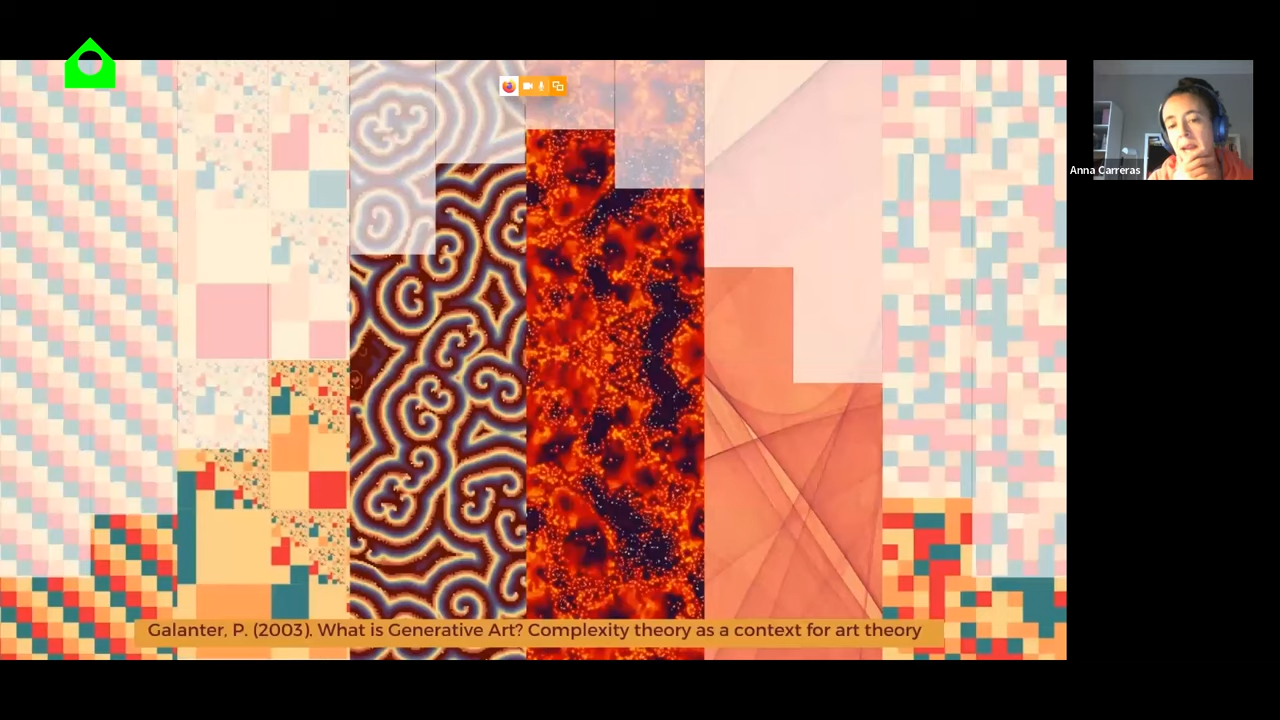 Anna Carreras
Galanter, P. (2003). What is Generative Art? Complexity theory as a context for art theory